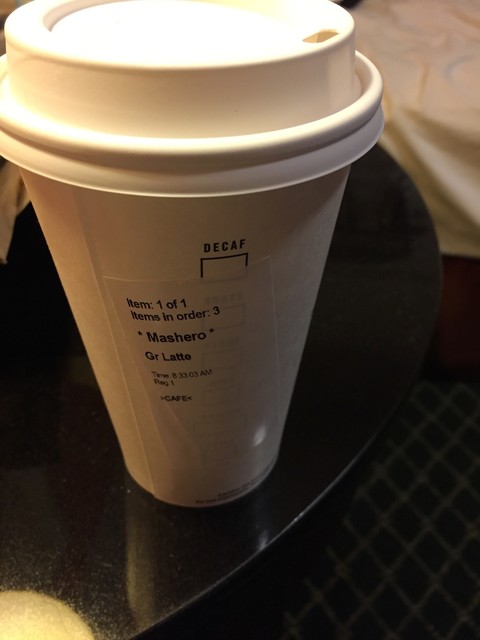 DECAF
Item: 1 of 1
Items in order: 3
* Mashero *
Gr Latte
Time: 8:33:03 AM
Reg 1
>CAFE<